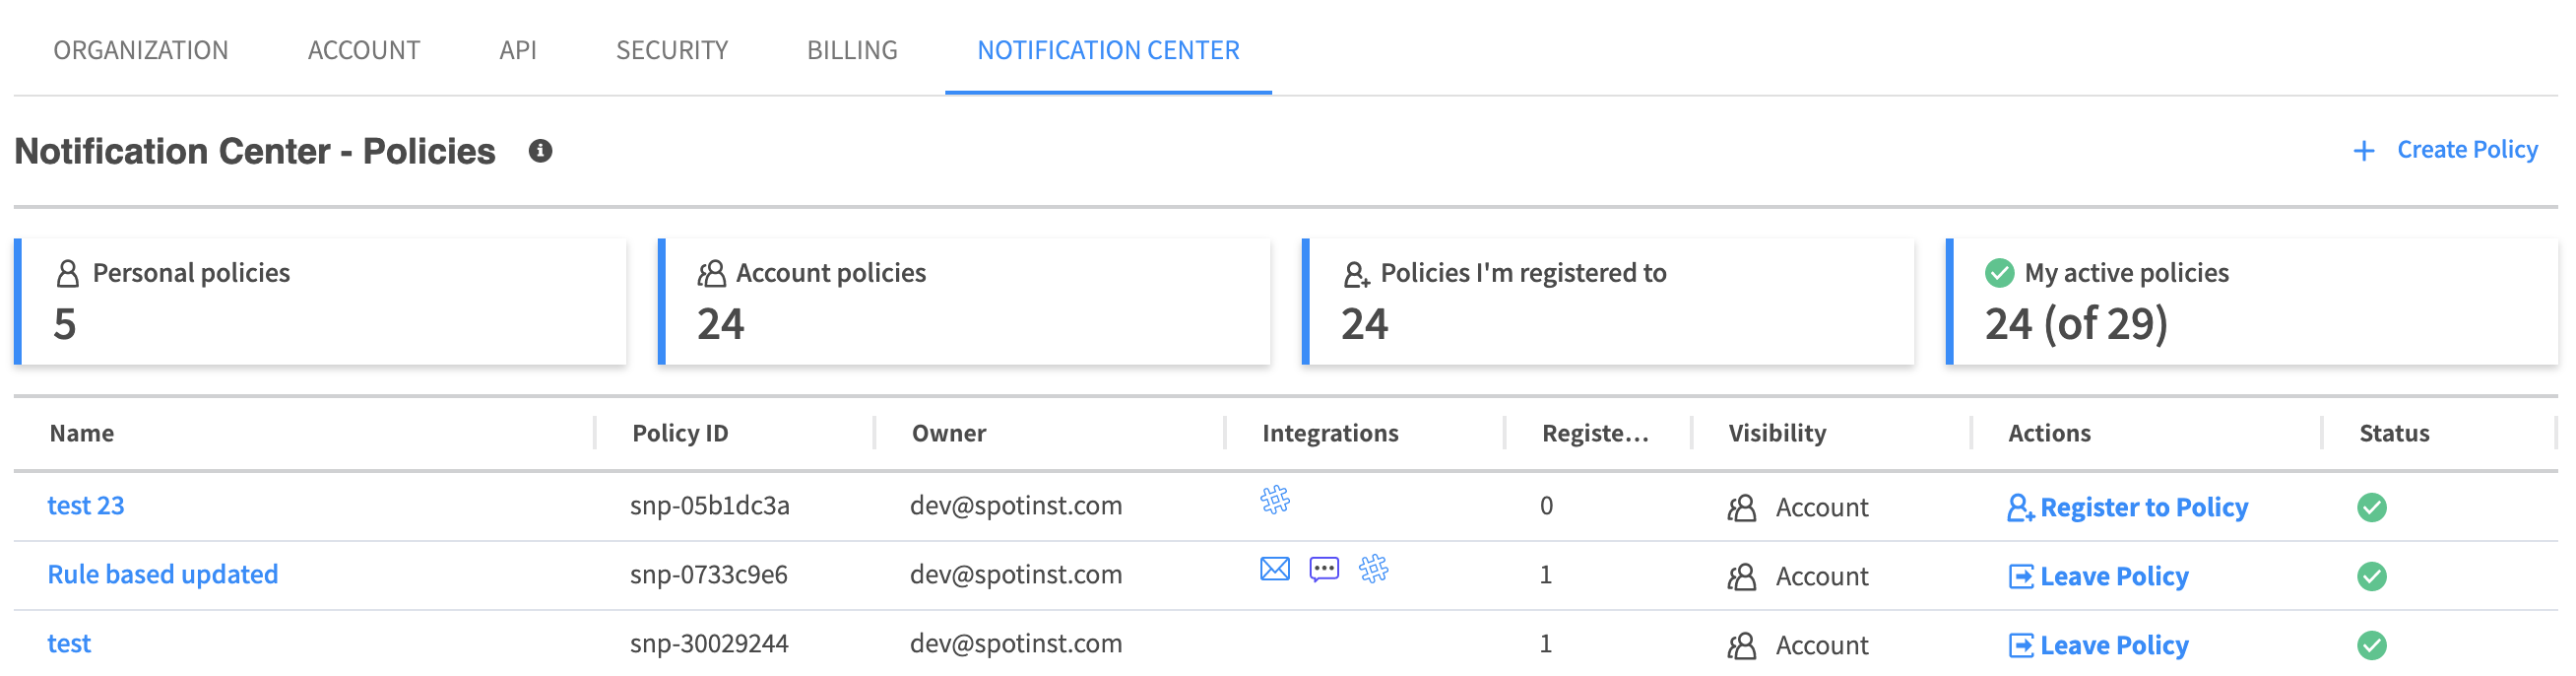 ORGANIZATION ACCOUNT API SECURITY BILLING NOTIFICATION CENTER
Notification Center - Policies + Create Policy
Personal policies Account policies Policies I'm registered to My active policies
5 24 24 24 (of 29)
Name Policy ID Owner Integrations Registe... Visibility Actions Status
test 23 snp-05b1dc3a dev@spotinst.com 0 Account Register to Policy
Rule based updated snp-0733c9e6 dev@spotinst.com 1 Account Leave Policy
test snp-30029244 dev@spotinst.com 1 Account Leave Policy